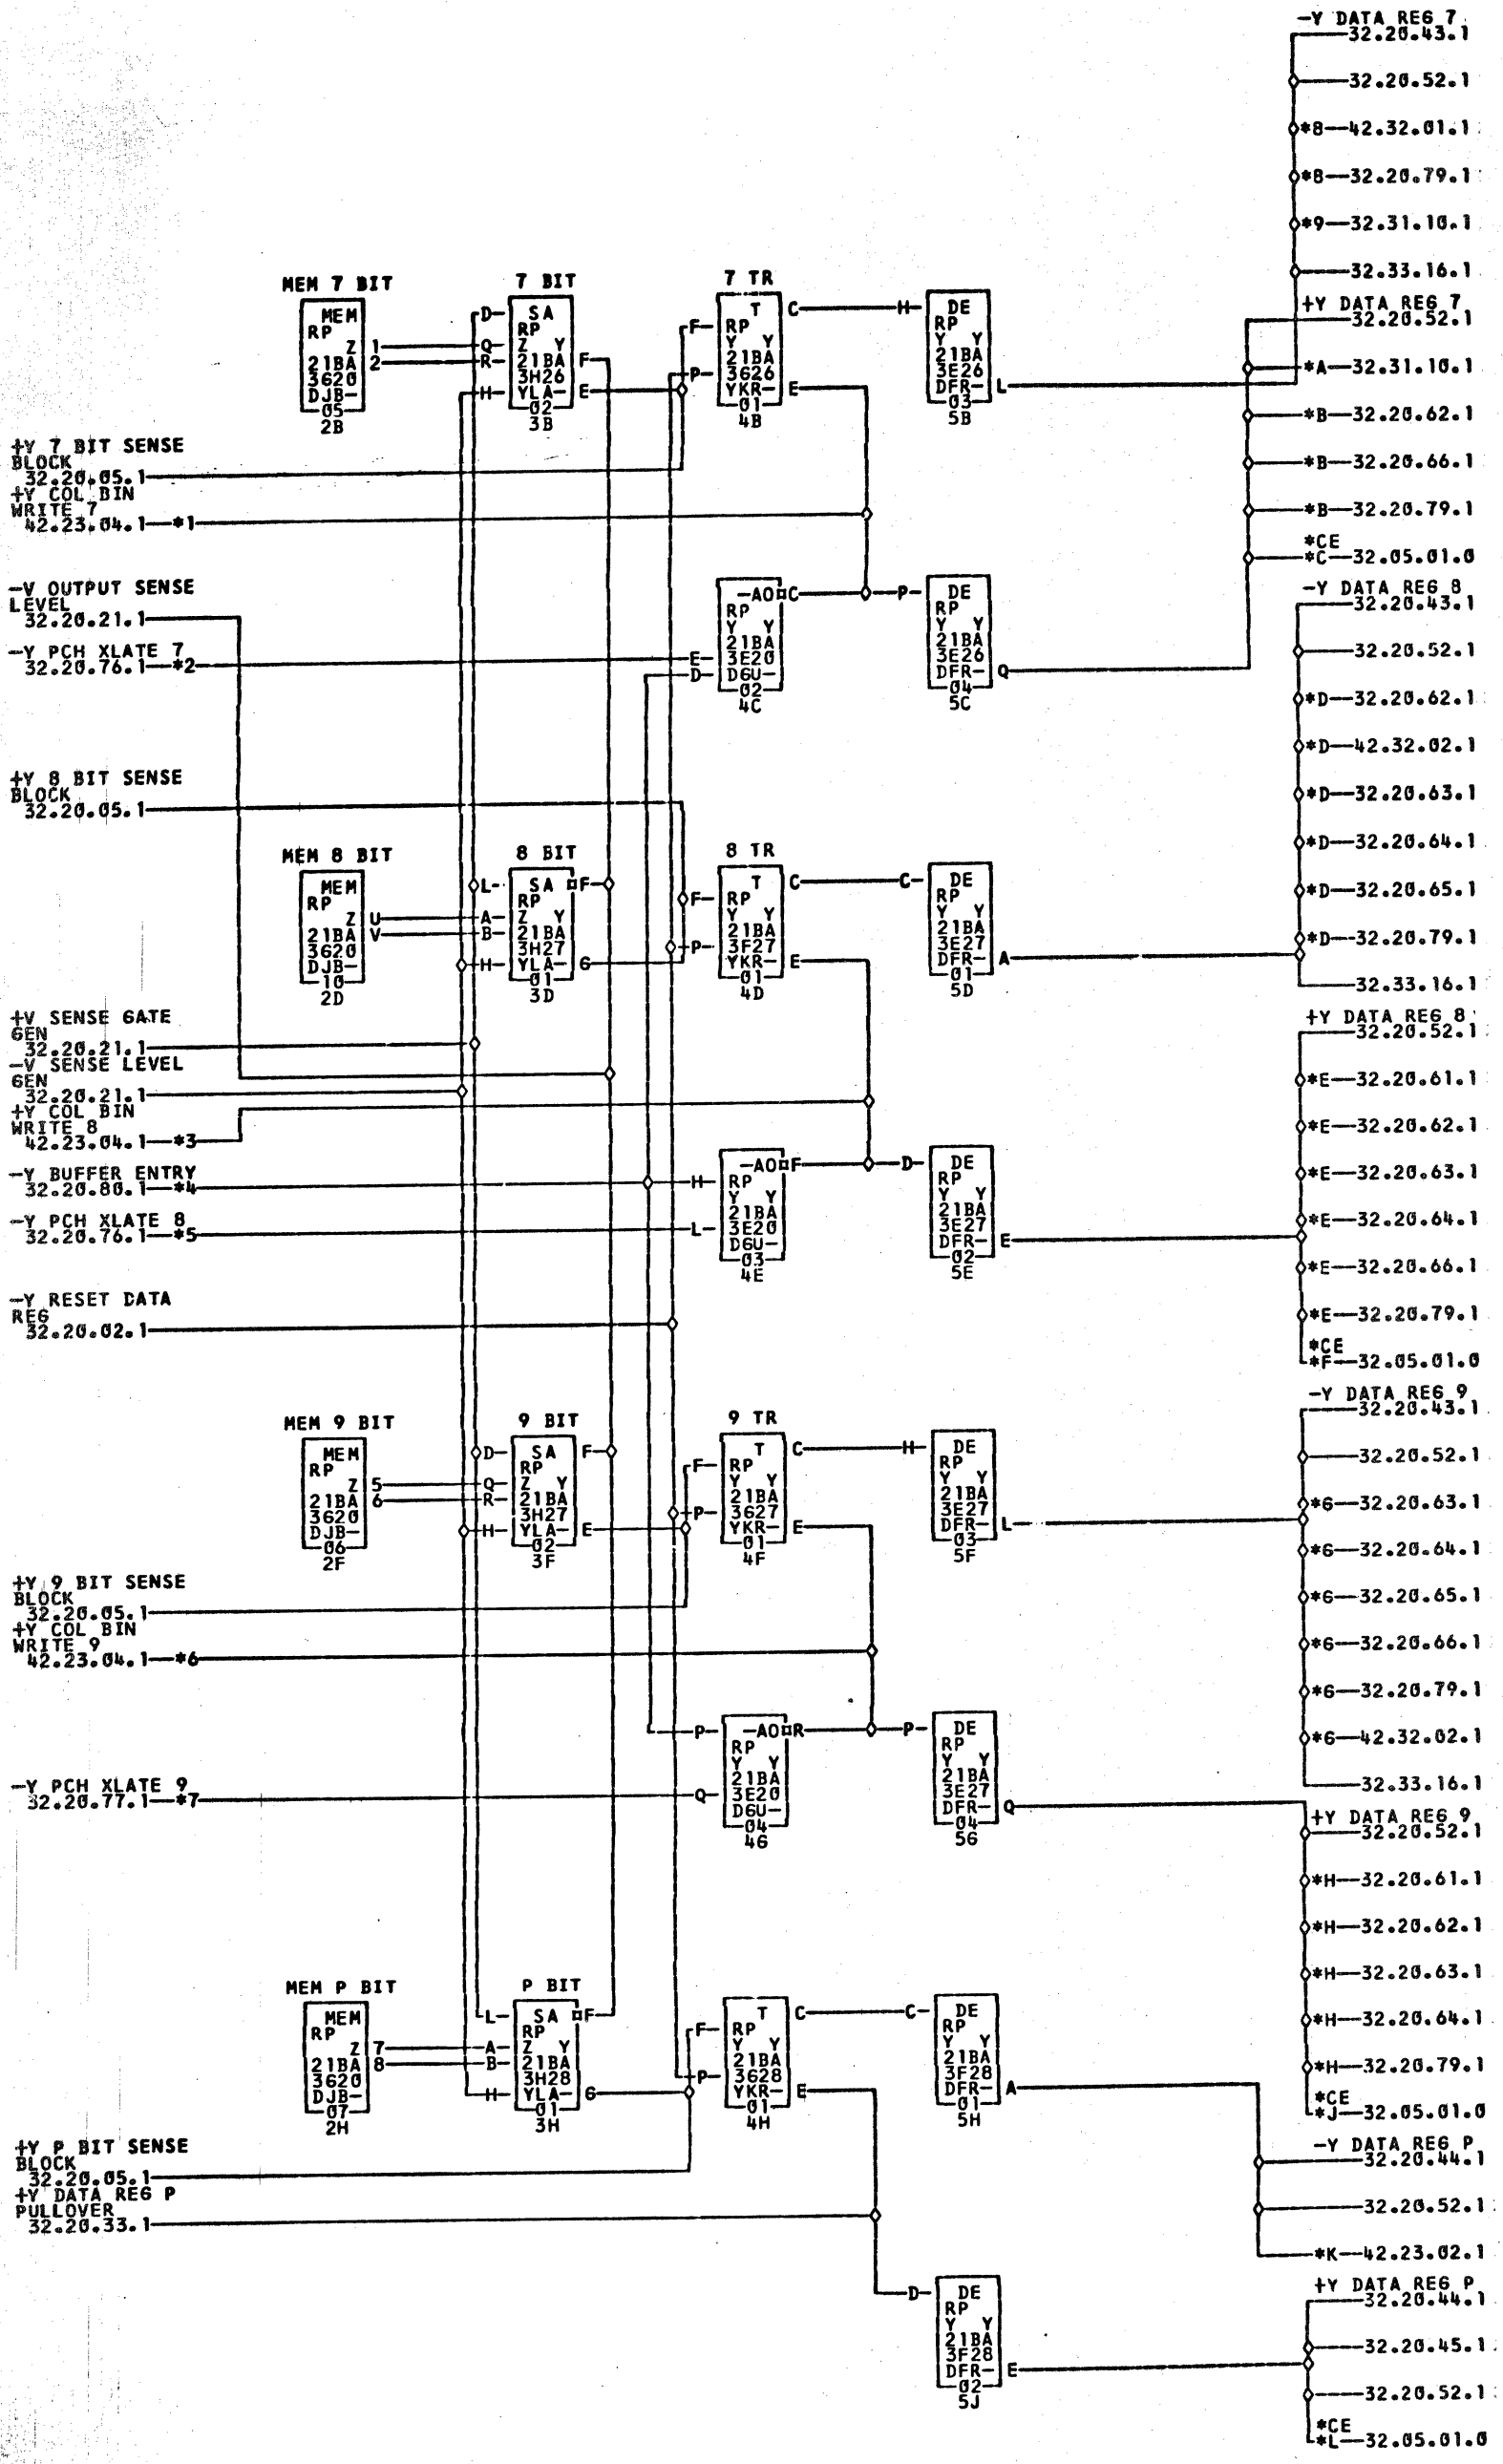 +Y 7 BIT SENSE
BLOCK
32.20.05.1
+Y COL BIN
WRITE 7
42.23.04.1—*1
-V OUTPUT SENSE
LEVEL
32.20.21.1
-Y PCH XLATE 7
32.20.76.1—*2
+Y 8 BIT SENSE
BLOCK
32.20.05.1
+V SENSE GATE
GEN
32.20.21.1
-V SENSE LEVEL
GEN
32.20.21.1
+Y COL BIN
WRITE 8
42.23.04.1—*3
-Y BUFFER ENTRY
32.20.80.1—*4
-Y PCH XLATE 8
32.20.76.1—*5
-Y RESET DATA
REG
32.20.02.1
+Y 9 BIT SENSE
BLOCK
32.20.05.1
+Y COL BIN
WRITE 9
42.23.04.1—*6
-Y PCH XLATE 9
32.20.77.1—*7
+Y P BIT SENSE
BLOCK
32.20.05.1
+Y DATA REG P
PULLOVER
32.20.33.1
MEM 7 BIT
MEM
RP
Z 1
21BA 2
3G20
DJB-
05
2B
7 BIT
D SA
RP
Q Z Y
R 21BA F
3H26
H YLA- E
02
3B
7 TR
T C
F RP
Y Y
21BA
P 3G26
YKR- E
01
4B
H DE
RP
Y Y
21BA
3E26
DFR- L
03
5B
-AO C
RP
Y Y
21BA
E 3E20
D DGU-
02
4C
P DE
RP
Y Y
21BA
3E26
DFR- Q
04
5C
MEM 8 BIT
MEM
RP
Z U
21BA V
3G20
DJB-
10
2D
8 BIT
L SA F
RP
A Z Y
B 21BA
3H27
H YLA- G
01
3D
8 TR
T C
F RP
Y Y
21BA
P 3F27
YKR- E
01
4D
C DE
RP
Y Y
21BA
3E27
DFR- A
01
5D
-AO F
H RP
Y Y
21BA
L 3E20
DGU-
03
4E
D DE
RP
Y Y
21BA
3E27
DFR- E
02
5E
MEM 9 BIT
MEM
RP
Z 5
21BA 6
3G20
DJB-
06
2F
9 BIT
D SA F
RP
Q Z Y
R 21BA
3H27
H YLA- E
02
3F
9 TR
T C
F RP
Y Y
21BA
P 3G27
YKR- E
01
4F
H DE
RP
Y Y
21BA
3E27
DFR- L
03
5F
P -AO R
RP
Y Y
21BA
Q 3E20
DGU-
04
4G
P DE
RP
Y Y
21BA
3E27
DFR- Q
04
5G
MEM P BIT
MEM
RP
Z 7
21BA 8
3G20
DJB-
07
2H
P BIT
L SA F
RP
A Z Y
B 21BA
3H28
H YLA- G
01
3H
T C
F RP
Y Y
21BA
P 3G28
YKR- E
01
4H
C DE
RP
Y Y
21BA
3F28
DFR- A
01
5H
D DE
RP
Y Y
21BA
3F28
DFR- E
02
5J
-Y DATA REG 7
32.20.43.1
32.20.52.1
*8—42.32.01.1
*8—32.20.79.1
*9—32.31.10.1
32.33.16.1
+Y DATA REG 7
32.20.52.1
*A—32.31.10.1
*B—32.20.62.1
*B—32.20.66.1
*B—32.20.79.1
*CE
*C—32.05.01.0
-Y DATA REG 8
32.20.43.1
32.20.52.1
*D—32.20.62.1
*D—42.32.02.1
*D—32.20.63.1
*D—32.20.64.1
*D—32.20.65.1
*D—32.20.79.1
32.33.16.1
+Y DATA REG 8
32.20.52.1
*E—32.20.61.1
*E—32.20.62.1
*E—32.20.63.1
*E—32.20.64.1
*E—32.20.66.1
*E—32.20.79.1
*CE
*F—32.05.01.0
-Y DATA REG 9
32.20.43.1
32.20.52.1
*G—32.20.63.1
*G—32.20.64.1
*G—32.20.65.1
*G—32.20.66.1
*G—32.20.79.1
*G—42.32.02.1
32.33.16.1
+Y DATA REG 9
32.20.52.1
*H—32.20.61.1
*H—32.20.62.1
*H—32.20.63.1
*H—32.20.64.1
*H—32.20.79.1
*CE
*J—32.05.01.0
-Y DATA REG P
32.20.44.1
32.20.52.1
*K—42.23.02.1
+Y DATA REG P
32.20.44.1
32.20.45.1
32.20.52.1
*CE
*L—32.05.01.0